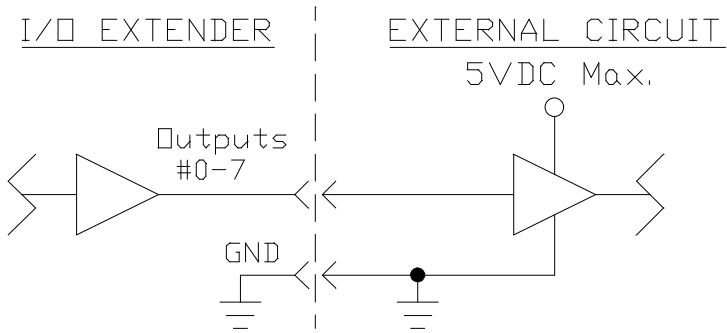 I/O EXTENDER
EXTERNAL CIRCUIT
5VDC Max.
Outputs
#0-7
GND